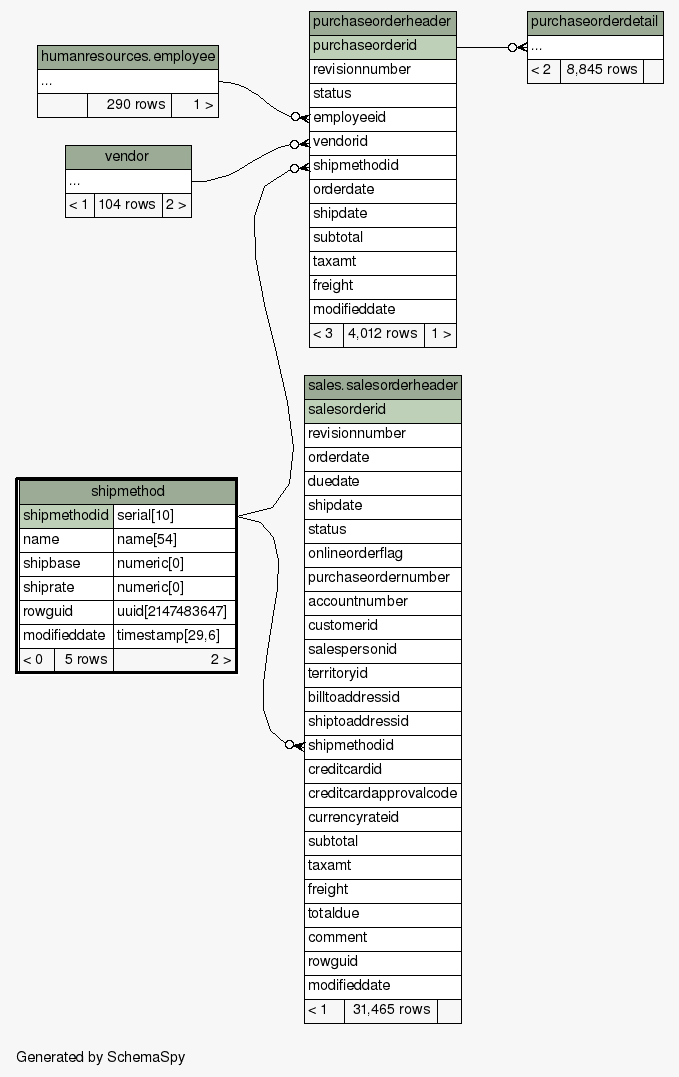 purchaseorderheader
purchaseorderid
revisionnumber
status
employeeid
vendorid
shipmethodid
orderdate
shipdate
subtotal
taxamt
freight
modifieddate
< 3 4,012 rows 1 >
purchaseorderdetail
...
< 2 8,845 rows
humanresources.employee
...
290 rows 1 >
vendor
...
< 1 104 rows 2 >
sales.salesorderheader
salesorderid
revisionnumber
orderdate
duedate
shipdate
status
onlineorderflag
purchaseordernumber
accountnumber
customerid
salespersonid
territoryid
billtoaddressid
shiptoaddressid
shipmethodid
creditcardid
creditcardapprovalcode
currencyrateid
subtotal
taxamt
freight
totaldue
comment
rowguid
modifieddate
< 1 31,465 rows
shipmethod
shipmethodid serial[10]
name name[54]
shipbase numeric[0]
shiprate numeric[0]
rowguid uuid[2147483647]
modifieddate timestamp[29,6]
< 0 5 rows 2 >
Generated by SchemaSpy